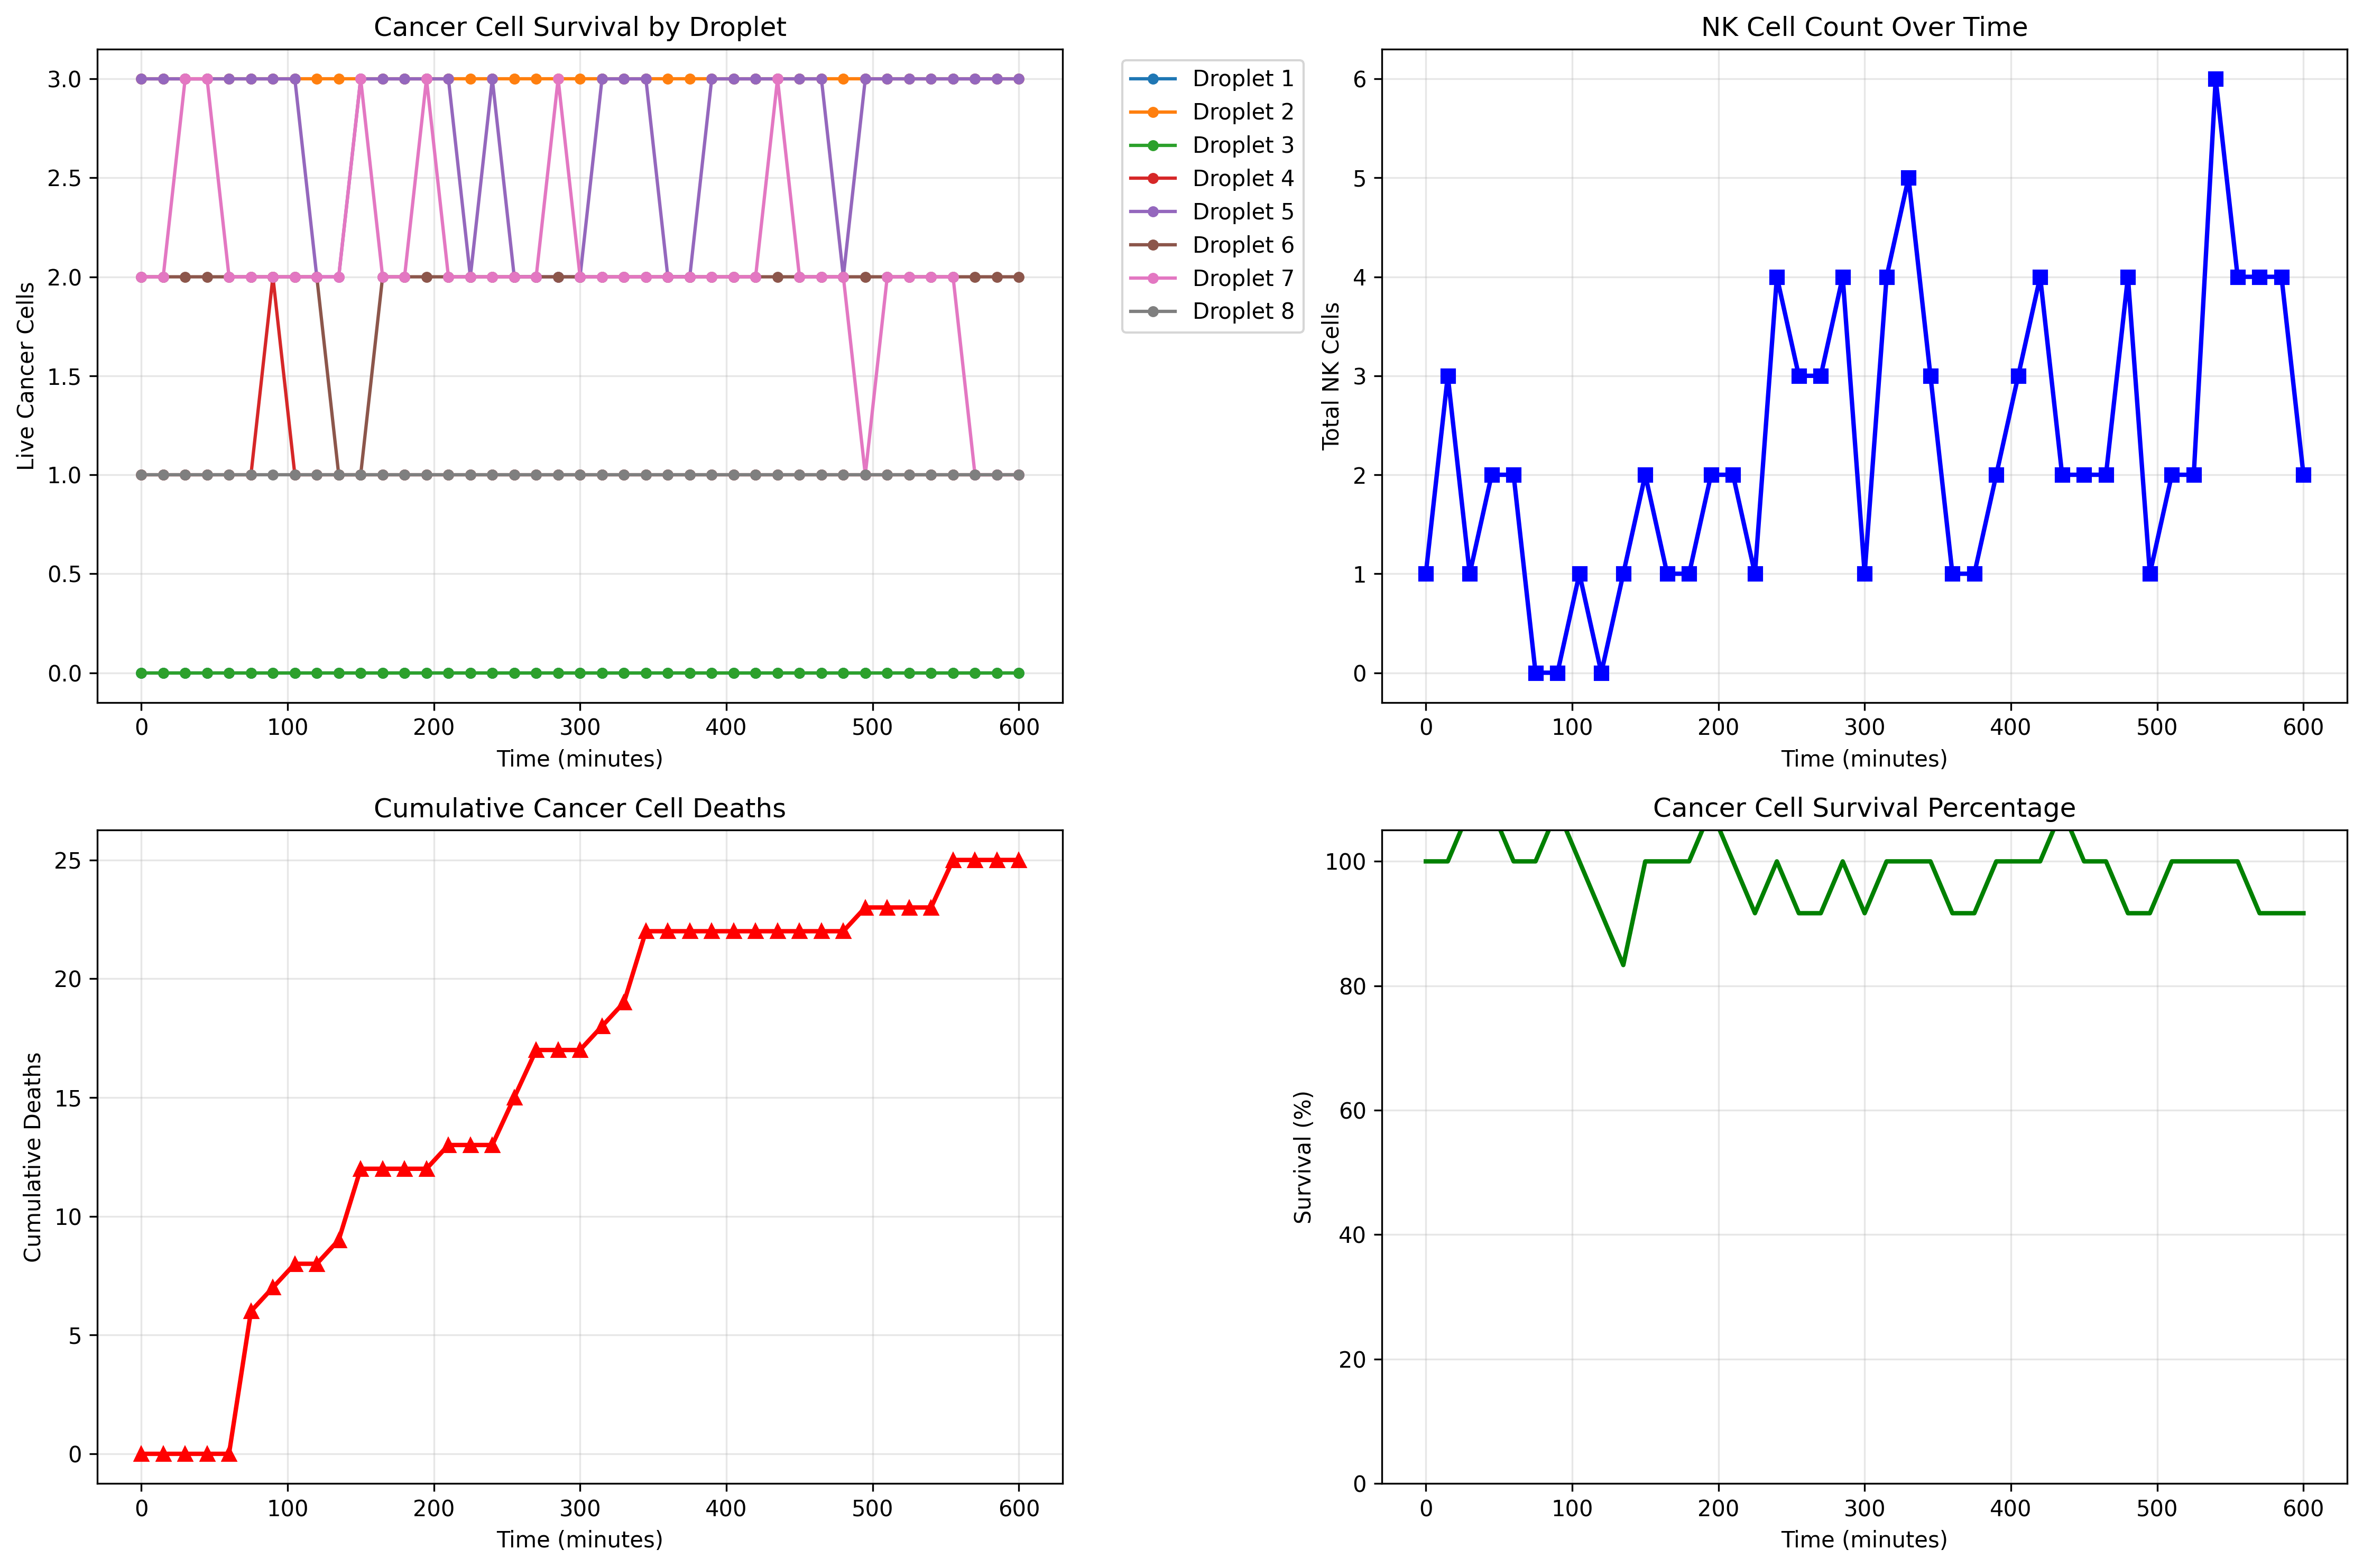 Cancer Cell Survival by Droplet
3.0
2.5
2.0
1.5
1.0
0.5
0.0
Live Cancer Cells
0 100 200 300 400 500 600
Time (minutes)
Droplet 1
Droplet 2
Droplet 3
Droplet 4
Droplet 5
Droplet 6
Droplet 7
Droplet 8
NK Cell Count Over Time
6
5
4
3
2
1
0
Total NK Cells
0 100 200 300 400 500 600
Time (minutes)
Cumulative Cancer Cell Deaths
25
20
15
10
5
0
Cumulative Deaths
0 100 200 300 400 500 600
Time (minutes)
Cancer Cell Survival Percentage
100
80
60
40
20
0
Survival (%)
0 100 200 300 400 500 600
Time (minutes)